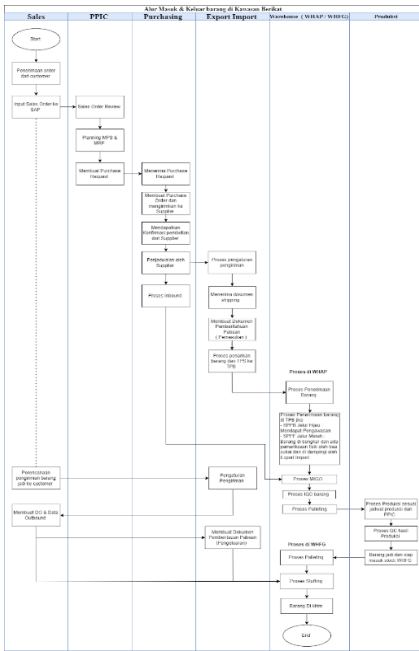 Alur Masuk & Keluar barang di Kawasan Berikat
Sales
PPIC
Purchasing
Export Import
Warehouse ( WHAP / WHFG )
Produksi
Start
Penerimaan order
dari customer
Input Sales Order ke
SAP
Sales Order Review
Planning MPS &
MRP
Membuat Purchase
Request
Menerima Purchase
Request
Membuat Purchase
Order dan
mengirimkan ke
Supplier
Mendapatkan
Konfirmasi pembelian
dari Supplier
Pengiriman oleh
Supplier
Proses pengaturan
pengiriman
Proses Inbound
Menerima dokumen
shipping
Membuat Dokumen
Pemberitahuan
Pabean
( Pemasukan )
Proses penarikan
barang dari TPS ke
TPB
Proses di WHAP
Proses Penerimaan
Barang
Proses Penerimaan barang
di TPB jika
- SPPB Jalur Hijau
Mendapat Pengawasan
- SPPF Jalur Merah :
Barang di bongkar dan ada
pemeriksaan fisik oleh bea
cukai dan di dampingi oleh
Export Import
Perencanaan
pengiriman barang
jadi ke customer
Pengaturan
Pengiriman
Proses MIGO
Proses IQC barang
Proses Palleting
Proses Produksi sesuai
jadwal produksi dari
PPIC
Membuat DO & Data
Outbound
Membuat Dokumen
Pemberitahuan Pabean
(Pengeluaran)
Proses QC hasil
Produksi
Proses di WHFG
Proses Palleting
Barang jadi dan siap
masuk stock WHFG
Proses Stuffing
Barang Di kirim
End